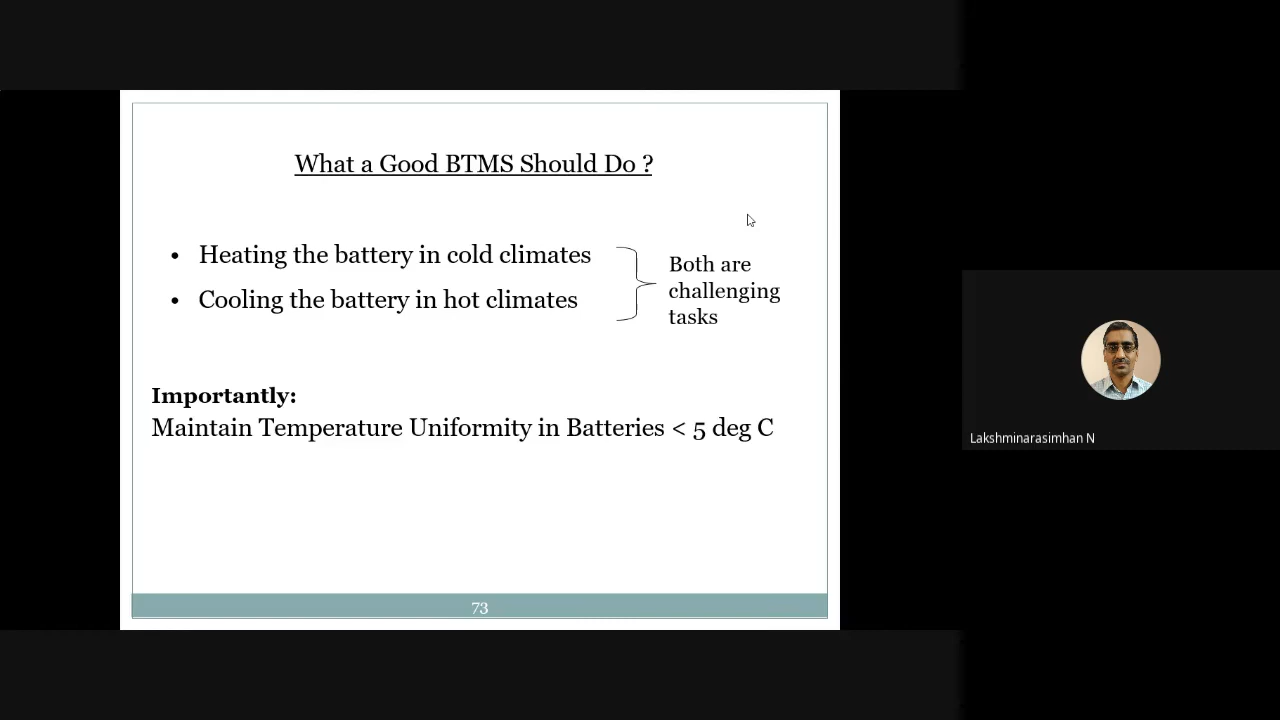 What a Good BTMS Should Do ?
• Heating the battery in cold climates
• Cooling the battery in hot climates
Both are
challenging
tasks
Importantly:
Maintain Temperature Uniformity in Batteries < 5 deg C
73
Lakshminarasimhan N